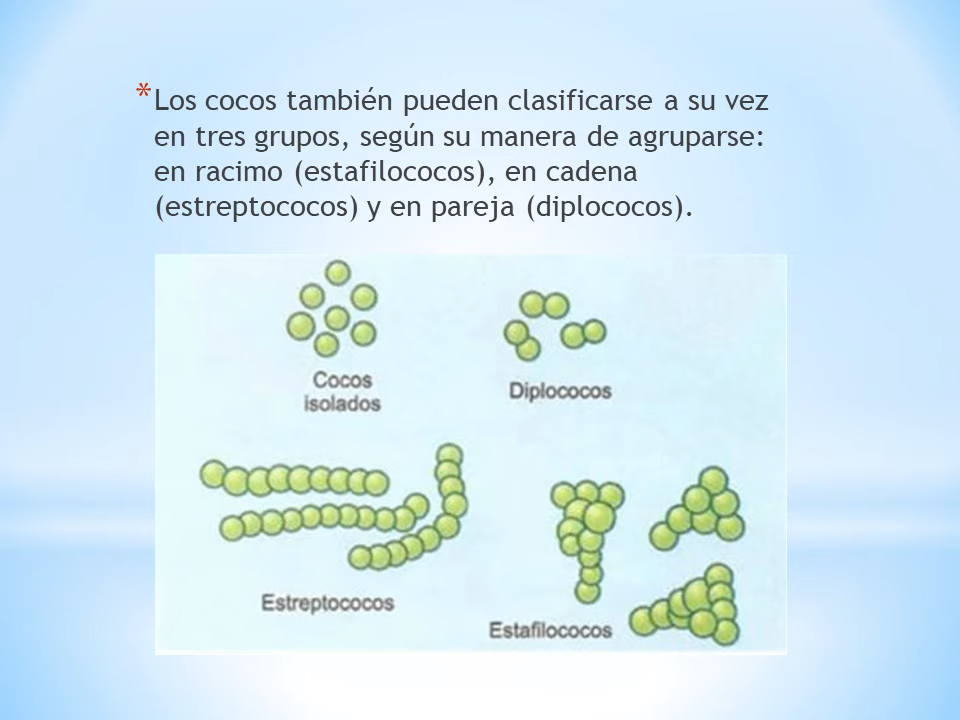 * Los cocos también pueden clasificarse a su vez
en tres grupos, según su manera de agruparse:
en racimo (estafilococos), en cadena
(estreptococos) y en pareja (diplococos).
Cocos
isolados
Diplococos
Estreptococos
Estafilococos